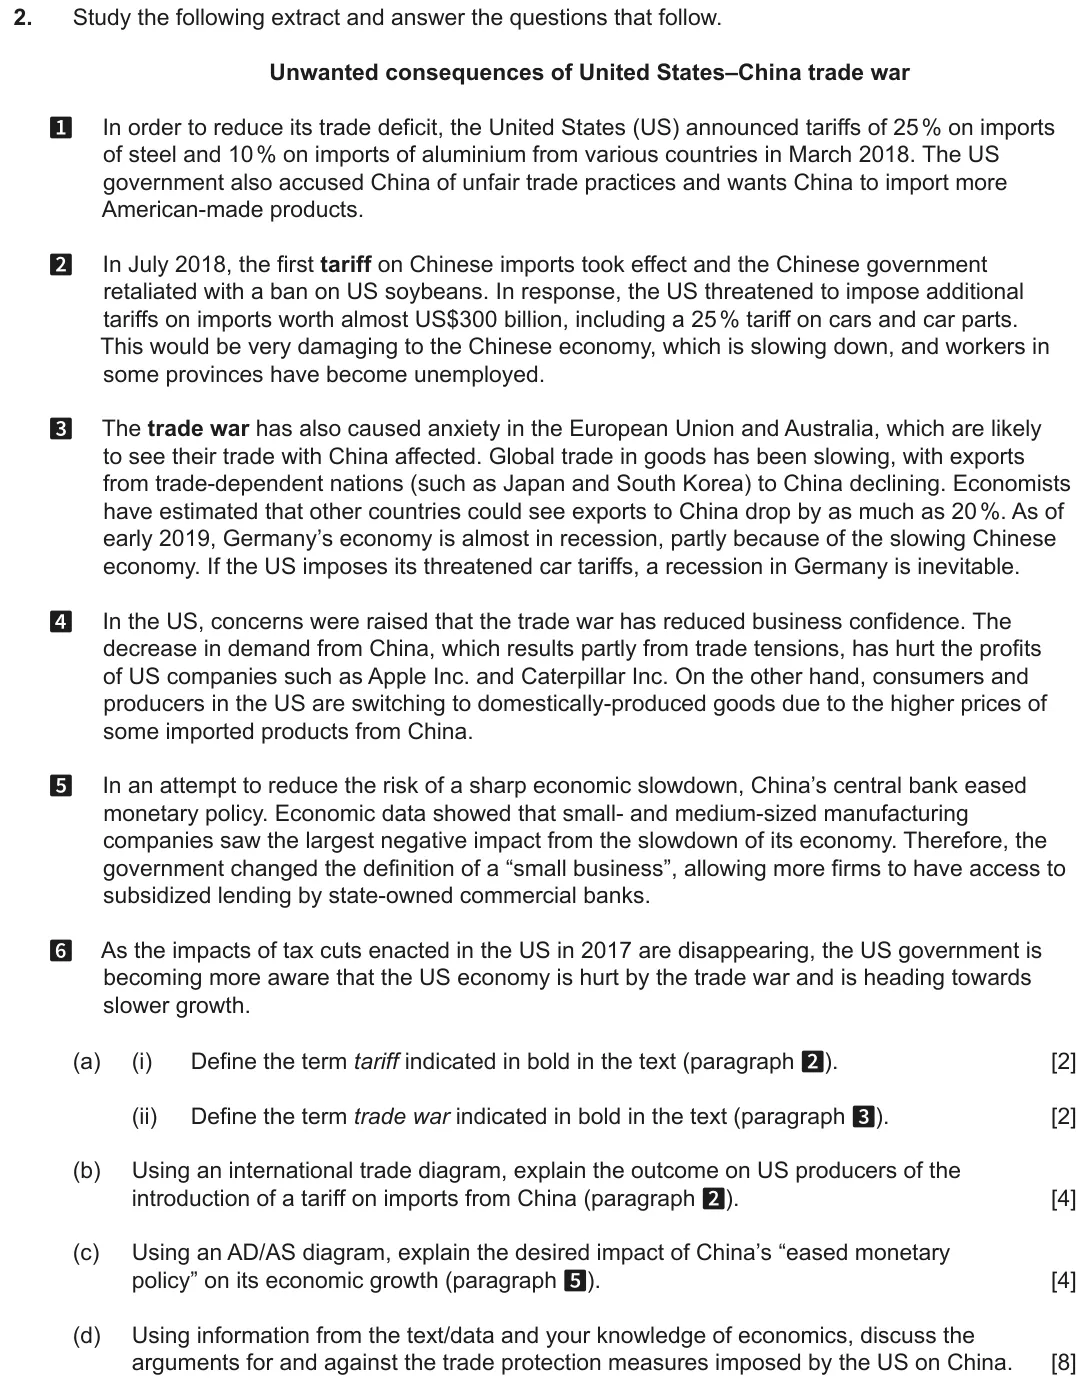 2. Study the following extract and answer the questions that follow.
Unwanted consequences of United States–China trade war
1 In order to reduce its trade deficit, the United States (US) announced tariffs of 25% on imports
of steel and 10% on imports of aluminium from various countries in March 2018. The US
government also accused China of unfair trade practices and wants China to import more
American-made products.
2 In July 2018, the first tariff on Chinese imports took effect and the Chinese government
retaliated with a ban on US soybeans. In response, the US threatened to impose additional
tariffs on imports worth almost US$300 billion, including a 25% tariff on cars and car parts.
This would be very damaging to the Chinese economy, which is slowing down, and workers in
some provinces have become unemployed.
3 The trade war has also caused anxiety in the European Union and Australia, which are likely
to see their trade with China affected. Global trade in goods has been slowing, with exports
from trade-dependent nations (such as Japan and South Korea) to China declining. Economists
have estimated that other countries could see exports to China drop by as much as 20%. As of
early 2019, Germany’s economy is almost in recession, partly because of the slowing Chinese
economy. If the US imposes its threatened car tariffs, a recession in Germany is inevitable.
4 In the US, concerns were raised that the trade war has reduced business confidence. The
decrease in demand from China, which results partly from trade tensions, has hurt the profits
of US companies such as Apple Inc. and Caterpillar Inc. On the other hand, consumers and
producers in the US are switching to domestically-produced goods due to the higher prices of
some imported products from China.
5 In an attempt to reduce the risk of a sharp economic slowdown, China’s central bank eased
monetary policy. Economic data showed that small- and medium-sized manufacturing
companies saw the largest negative impact from the slowdown of its economy. Therefore, the
government changed the definition of a “small business”, allowing more firms to have access to
subsidized lending by state-owned commercial banks.
6 As the impacts of tax cuts enacted in the US in 2017 are disappearing, the US government is
becoming more aware that the US economy is hurt by the trade war and is heading towards
slower growth.
(a) (i) Define the term tariff indicated in bold in the text (paragraph 2). [2]
(ii) Define the term trade war indicated in bold in the text (paragraph 3). [2]
(b) Using an international trade diagram, explain the outcome on US producers of the
introduction of a tariff on imports from China (paragraph 2). [4]
(c) Using an AD/AS diagram, explain the desired impact of China’s “eased monetary
policy” on its economic growth (paragraph 5). [4]
(d) Using information from the text/data and your knowledge of economics, discuss the
arguments for and against the trade protection measures imposed by the US on China. [8]